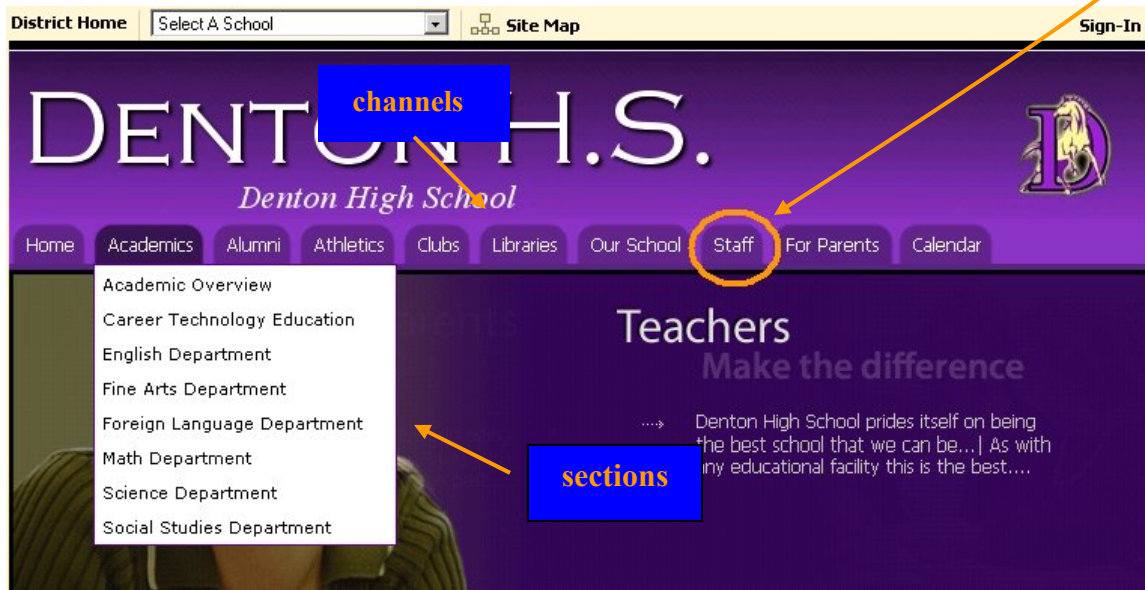 District Home Select A School Site Map Sign-In
channels
DENTON H.S.
D
Denton High School
Home Academics Alumni Athletics Clubs Libraries Our School Staff For Parents Calendar
Academic Overview
Career Technology Education
English Department
Fine Arts Department
Foreign Language Department
Math Department
Science Department
Social Studies Department
Teachers
Make the difference
Denton High School prides itself on being
the best school that we can be...| As with
any educational facility this is the best....
sections